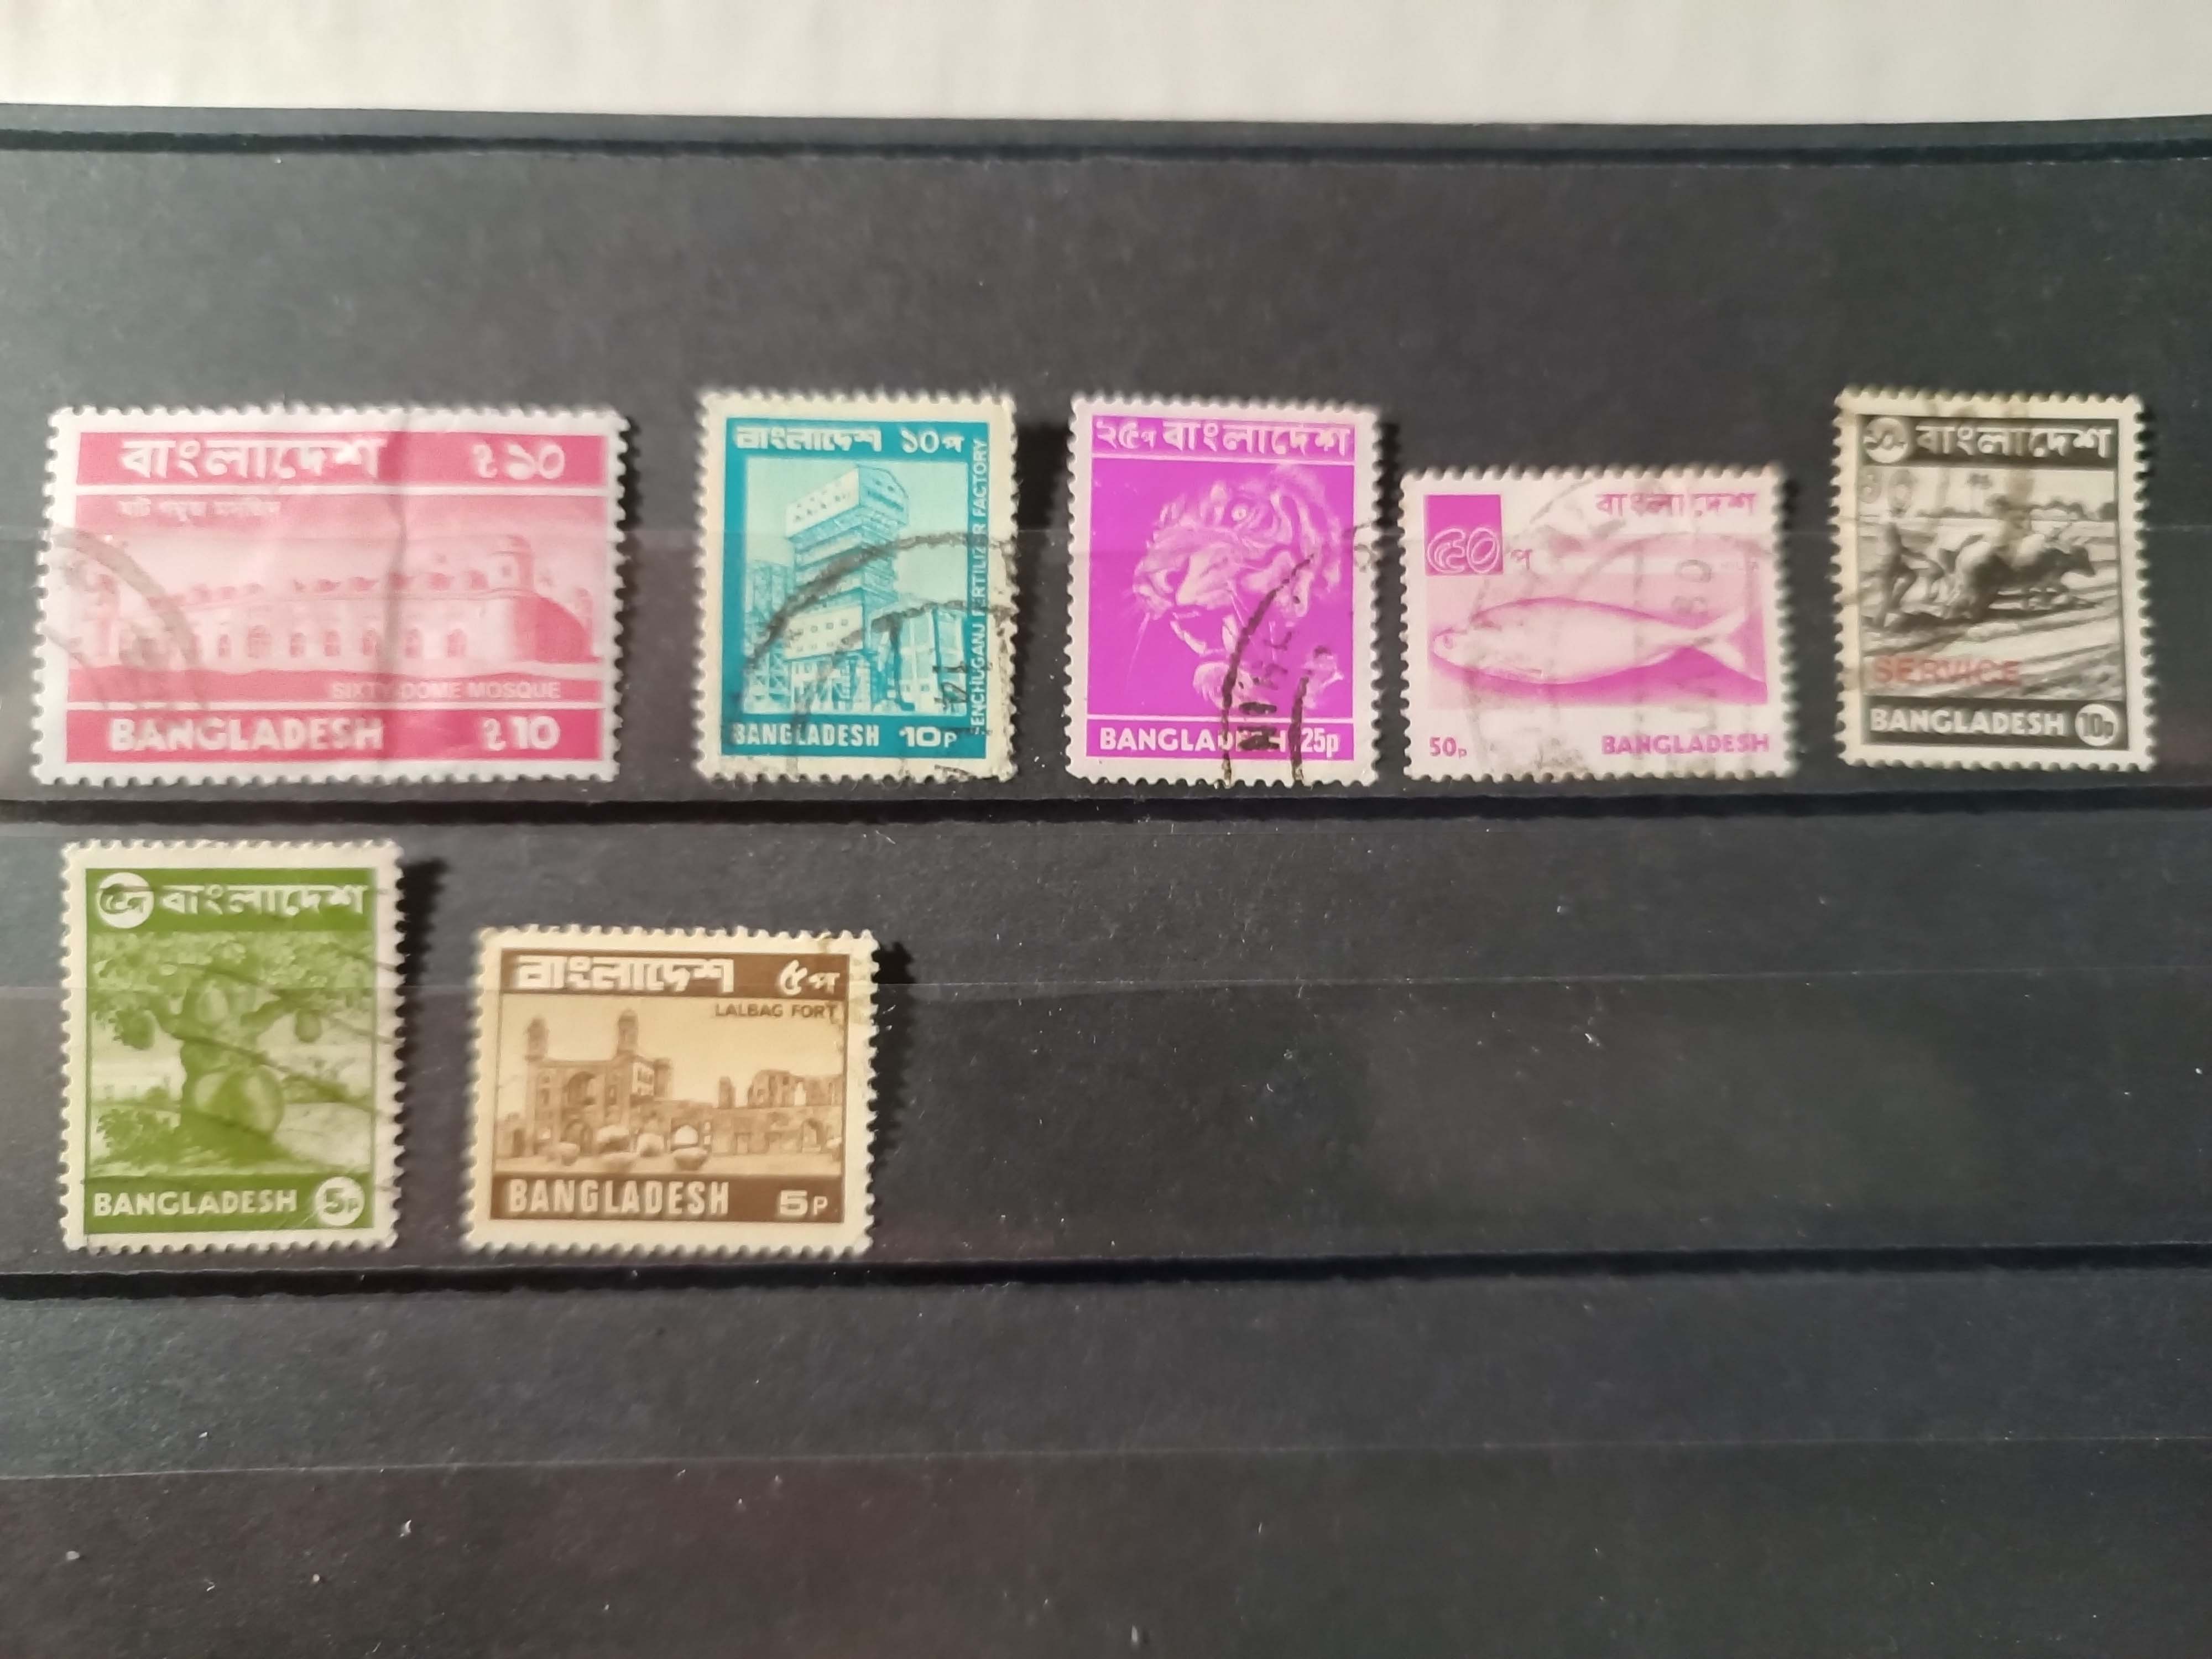 বাংলাদেশ ৳ ১০
ষাট গম্বুজ মসজিদ
SIXTY-DOME MOSQUE
BANGLADESH ৳ 10
বাংলাদেশ ১০প
FENCHUGANJ FERTILIZER FACTORY
BANGLADESH 10P
২৫প বাংলাদেশ
BANGLADESH 25p
বাংলাদেশ
৫০ প
50p BANGLADESH
বাংলাদেশ
SERVICE
BANGLADESH 10p
৫প বাংলাদেশ
BANGLADESH 5p
বাংলাদেশ ৫প
LALBAG FORT
BANGLADESH 5P